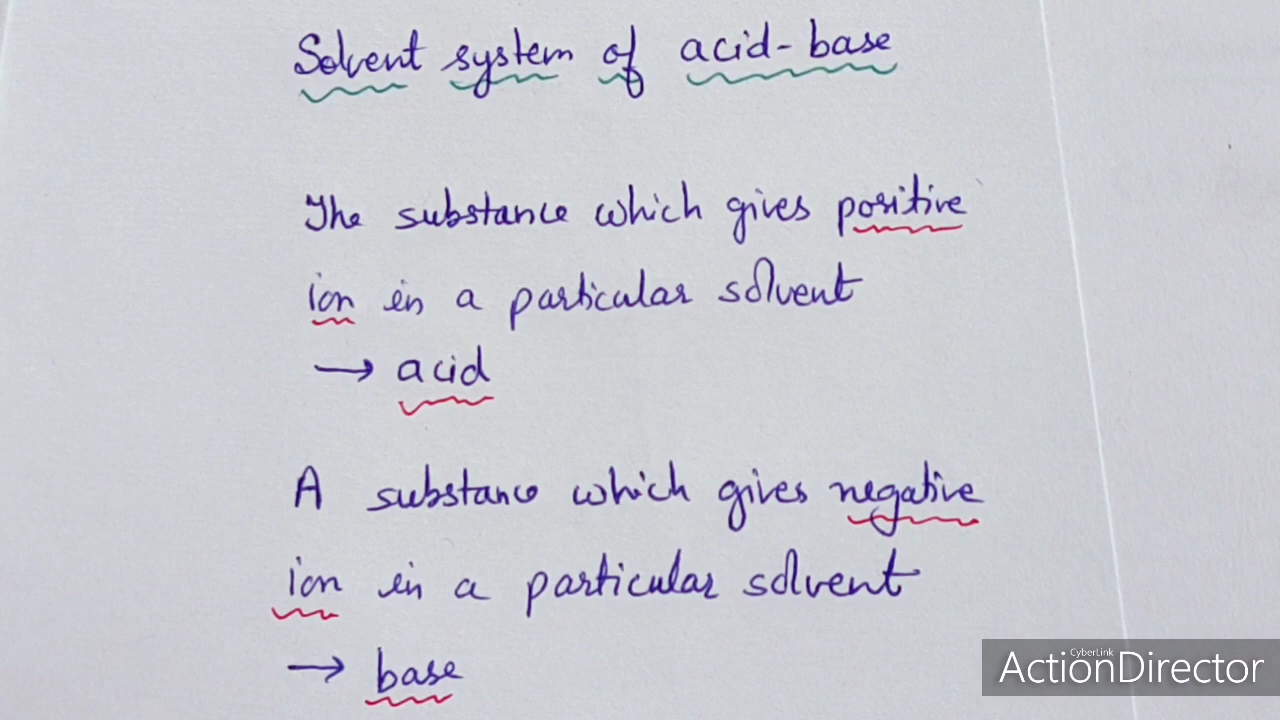 Solvent system of acid-base
The substance which gives positive
ion in a particular solvent
→ acid
A substance which gives negative
ion in a particular solvent
→ base
CyberLink
ActionDirector